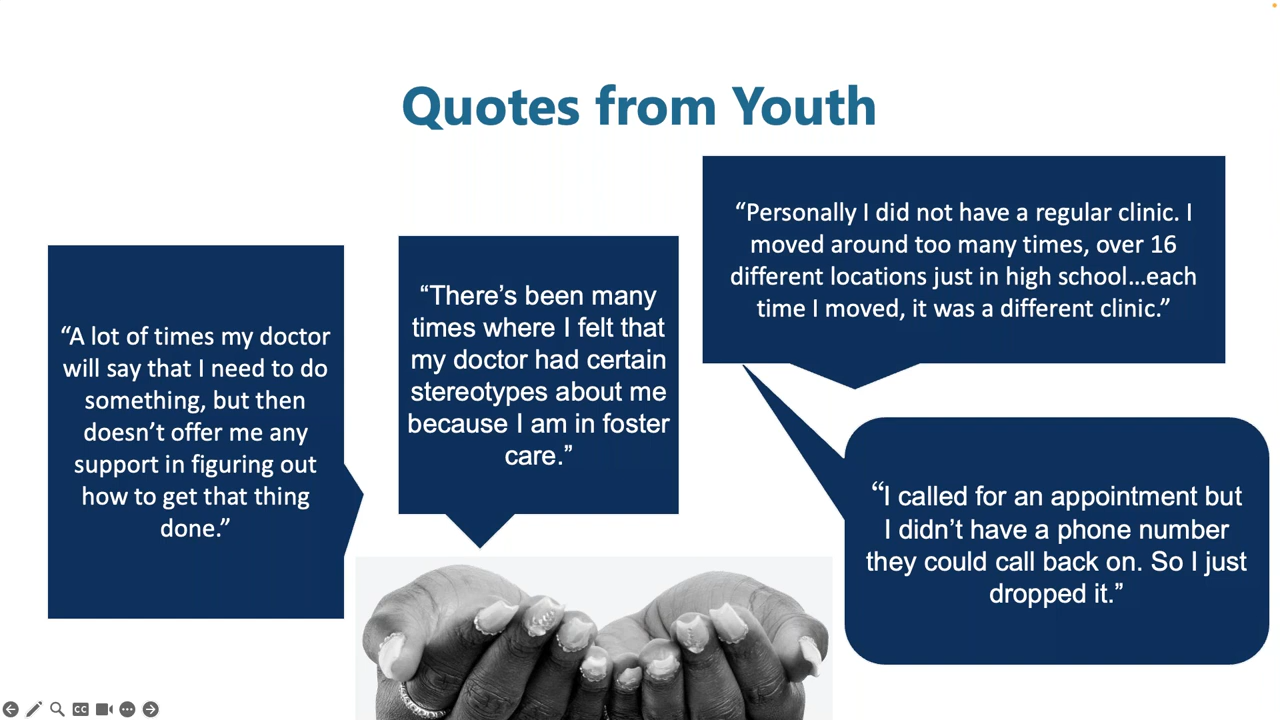 Quotes from Youth
“A lot of times my doctor
will say that I need to do
something, but then
doesn’t offer me any
support in figuring out
how to get that thing
done.”
“There’s been many
times where I felt that
my doctor had certain
stereotypes about me
because I am in foster
care.”
“Personally I did not have a regular clinic. I
moved around too many times, over 16
different locations just in high school…each
time I moved, it was a different clinic.”
“I called for an appointment but
I didn’t have a phone number
they could call back on. So I just
dropped it.”
CC